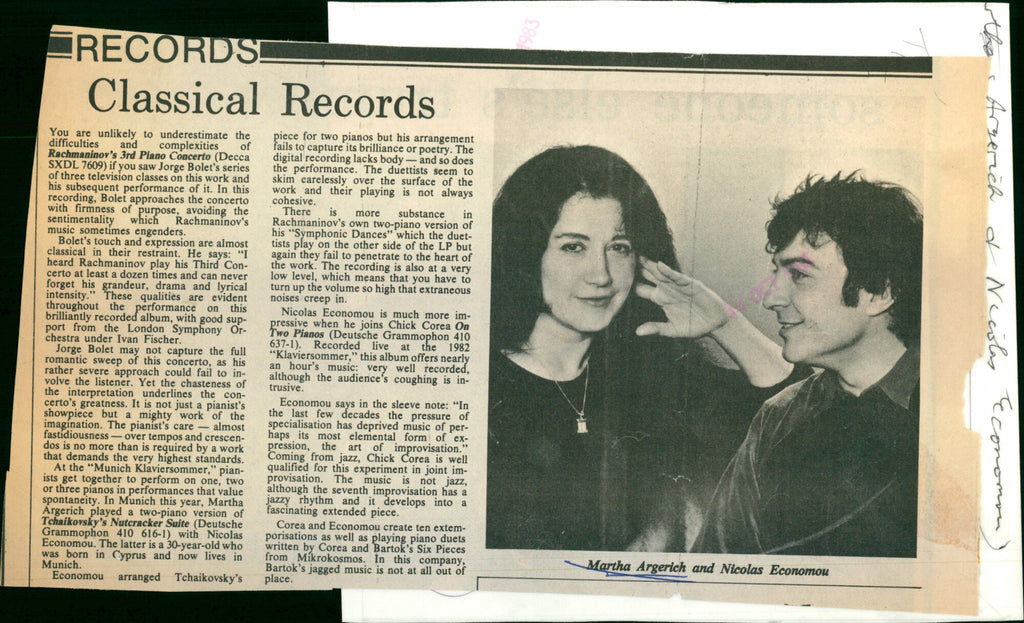 RECORDS
Classical Records
You are unlikely to underestimate the
difficulties and complexities of
Rachmaninov's 3rd Piano Concerto (Decca
SXDL 7609) if you saw Jorge Bolet's series
of three television classes on this work and
his subsequent performance of it. In this
recording, Bolet approaches the concerto
with firmness of purpose, avoiding the
sentimentality which Rachmaninov's
music sometimes engenders.
Bolet's touch and expression are almost
classical in their restraint. He says: "I
heard Rachmaninov play his Third Con-
certo at least a dozen times and can never
forget his grandeur, drama and lyrical
intensity." These qualities are evident
throughout the performance on this
brilliantly recorded album, with good sup-
port from the London Symphony Or-
chestra under Ivan Fischer.
Jorge Bolet may not capture the full
romantic sweep of this concerto, as his
rather severe approach could fail to in-
volve the listener. Yet the chasteness of
the interpretation underlines the con-
certo's greatness. It is not just a pianist's
showpiece but a mighty work of the
imagination. The pianist's care — almost
fastidiousness — over tempos and crescen-
dos is no more than is required by a work
that demands the very highest standards.
At the "Munich Klaviersommer," pian-
ists get together to perform on one, two
or three pianos in performances that value
spontaneity. In Munich this year, Martha
Argerich played a two-piano version of
Tchaikovsky's Nutcracker Suite (Deutsche
Grammophon 410 616-1) with Nicolas
Economou. The latter is a 30-year-old who
was born in Cyprus and now lives in
Munich.
Economou arranged Tchaikovsky's
piece for two pianos but his arrangement
fails to capture its brilliance or poetry. The
digital recording lacks body — and so does
the performance. The duettists seem to
skim carelessly over the surface of the
work and their playing is not always
cohesive.
There is more substance in
Rachmaninov's own two-piano version of
his "Symphonic Dances" which the duet-
tists play on the other side of the LP but
again they fail to penetrate to the heart of
the work. The recording is also at a very
low level, which means that you have to
turn up the volume so high that extraneous
noises creep in.
Nicolas Economou is much more im-
pressive when he joins Chick Corea On
Two Pianos (Deutsche Grammophon 410
637-1). Recorded live at the 1982
"Klaviersommer," this album offers nearly
an hour's music: very well recorded,
although the audience's coughing is in-
trusive.
Economou says in the sleeve note: "In
the last few decades the pressure of
specialisation has deprived music of per-
haps its most elemental form of ex-
pression, the art of improvisation."
Coming from jazz, Chick Corea is well
qualified for this experiment in joint im-
provisation. The music is not jazz,
although the seventh improvisation has a
jazzy rhythm and it develops into a
fascinating extended piece.
Corea and Economou create ten extem-
porisations as well as playing piano duets
written by Corea and Bartok's Six Pieces
from Mikrokosmos. In this company,
Bartok's jagged music is not at all out of
place.
Martha Argerich and Nicolas Economou
1983
Argerich & Nicolas Economou)